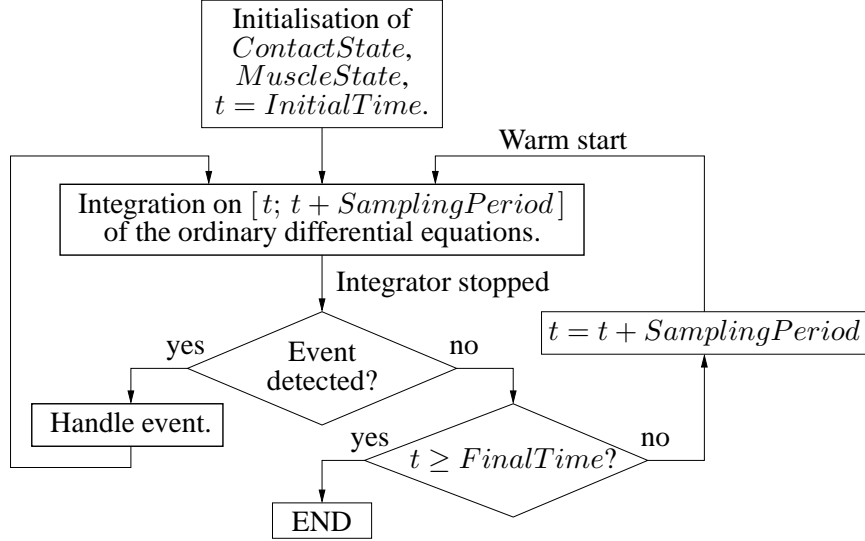 Initialisation of
ContactState,
MuscleState,
t = InitialTime.
Warm start
Integration on [t; t + SamplingPeriod]
of the ordinary differential equations.
Integrator stopped
t = t + SamplingPeriod
yes
Event
detected?
no
Handle event.
yes
t ≥ FinalTime?
no
END